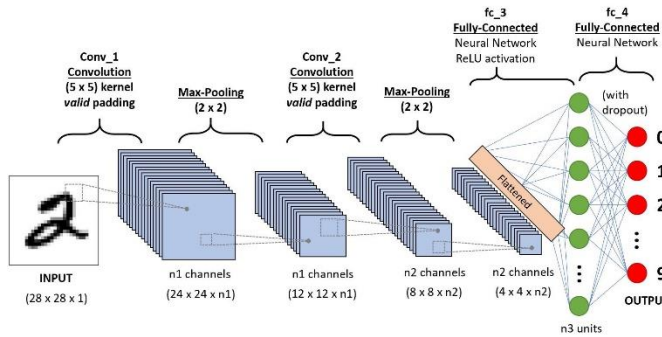 fc_3
Fully-Connected
Neural Network
ReLU activation
fc_4
Fully-Connected
Neural Network
Conv_1
Convolution
(5 x 5) kernel
valid padding
Max-Pooling
(2 x 2)
Conv_2
Convolution
(5 x 5) kernel
valid padding
Max-Pooling
(2 x 2)
(with
dropout)
Flattened
0
1
2
9
INPUT
(28 x 28 x 1)
n1 channels
(24 x 24 x n1)
n1 channels
(12 x 12 x n1)
n2 channels
(8 x 8 x n2)
n2 channels
(4 x 4 x n2)
n3 units
OUTPU